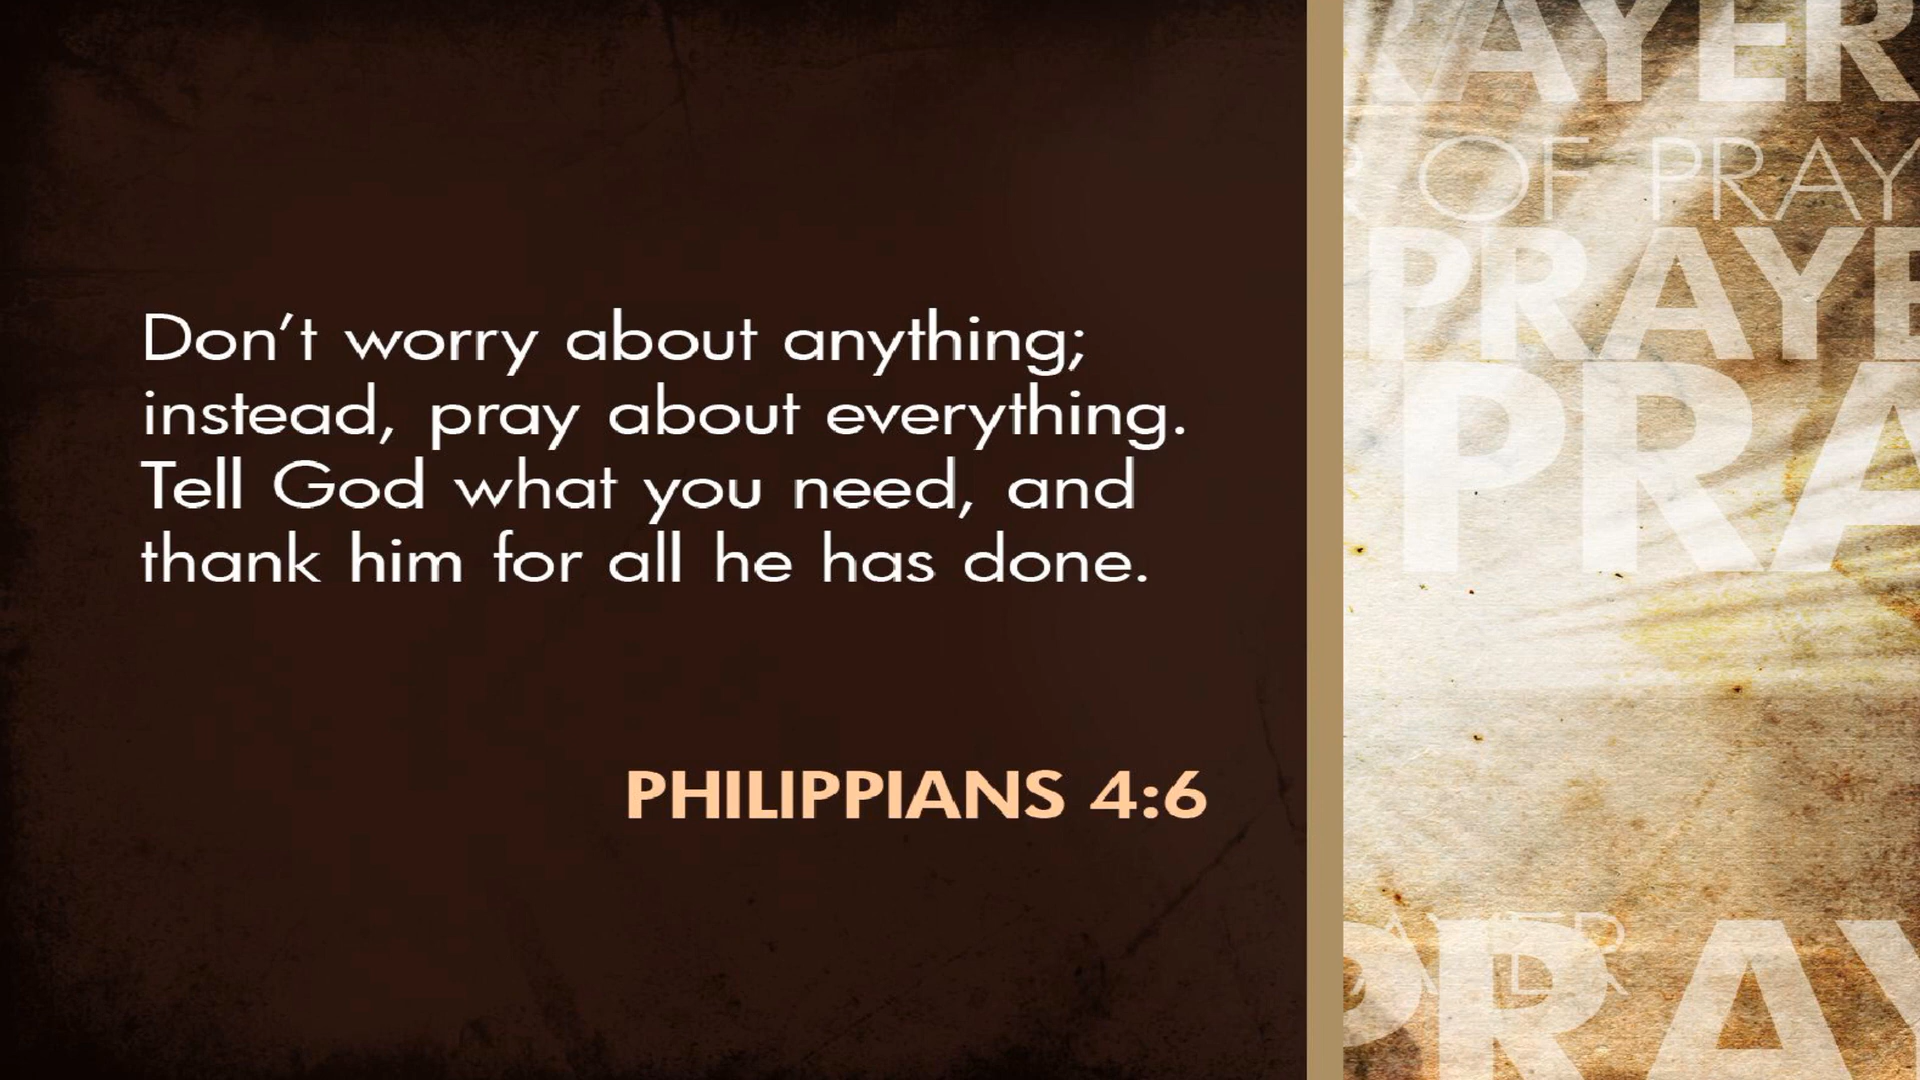 Don’t worry about anything;
instead, pray about everything.
Tell God what you need, and
thank him for all he has done.
PHILIPPIANS 4:6
RAYER
R OF PRAY
PRAYE
PRA
PRAY